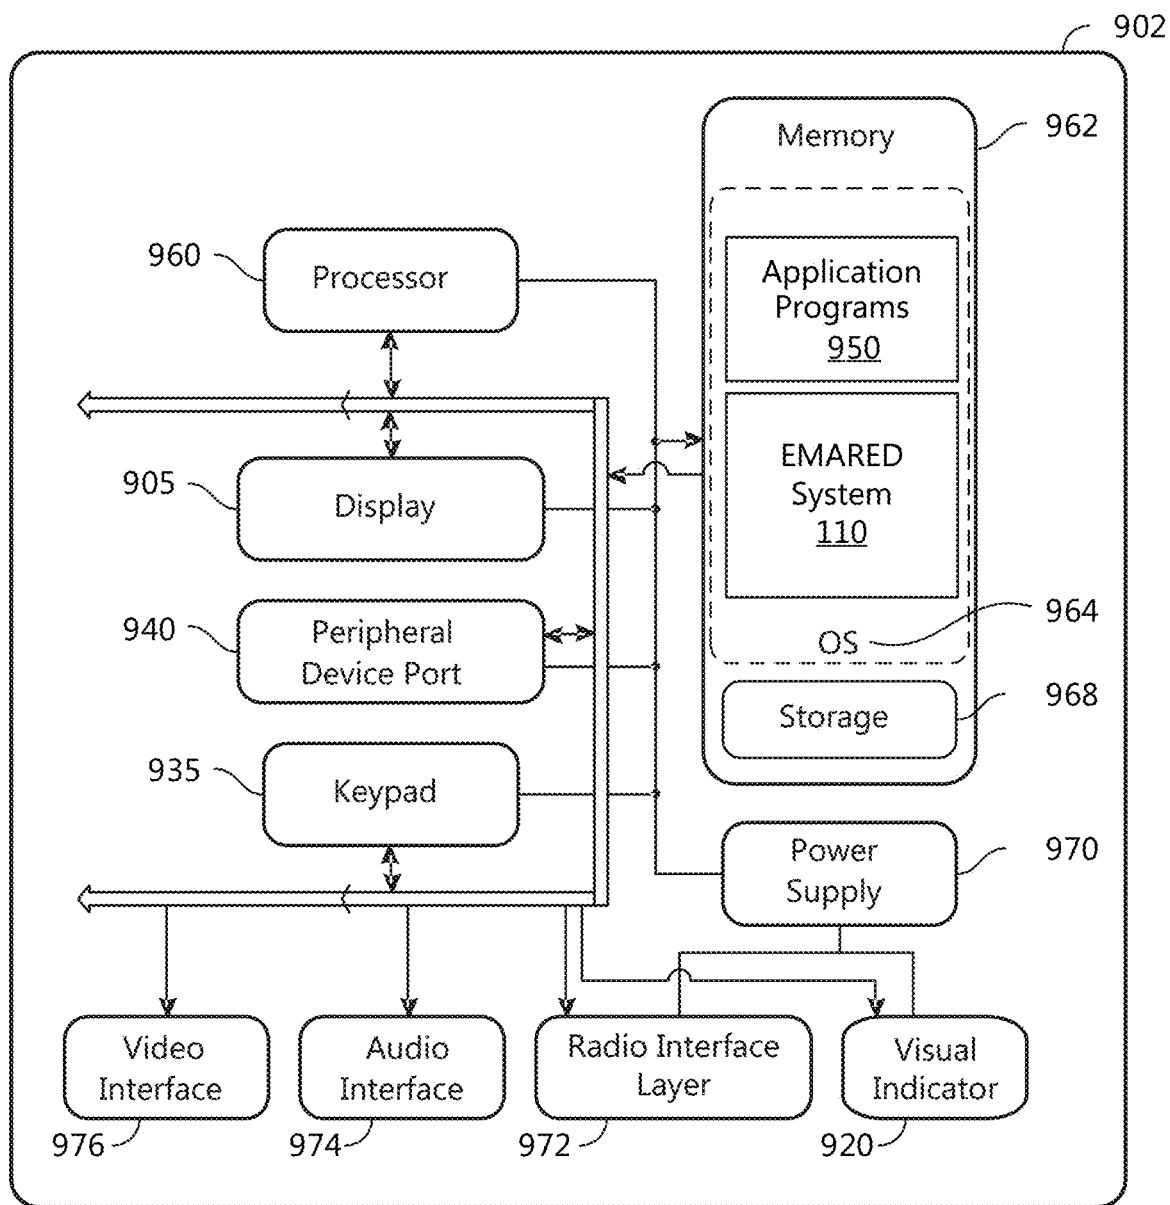 902
Memory
962
960
Processor
Application
Programs
950
905
Display
EMARED
System
110
940
Peripheral
Device Port
964
OS
968
Storage
935
Keypad
970
Power
Supply
Video
Interface
Audio
Interface
Radio Interface
Layer
Visual
Indicator
976
974
972
920